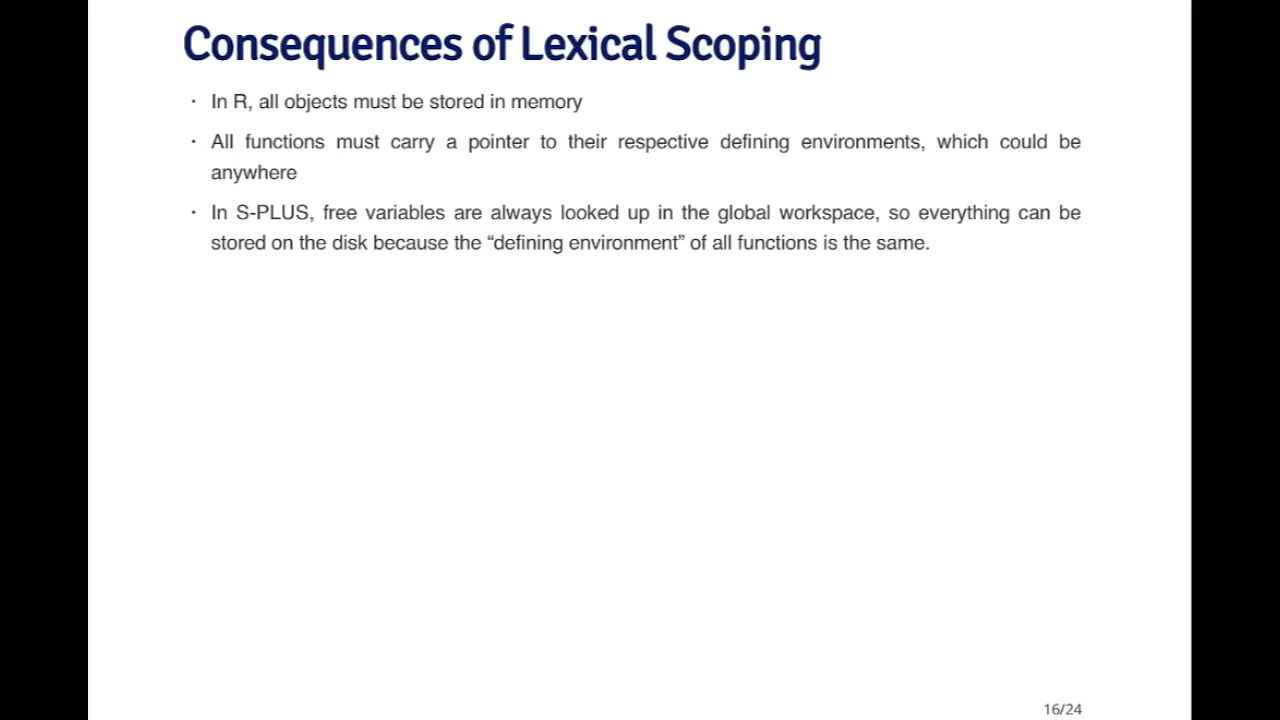 Consequences of Lexical Scoping
· In R, all objects must be stored in memory
· All functions must carry a pointer to their respective defining environments, which could be
anywhere
· In S-PLUS, free variables are always looked up in the global workspace, so everything can be
stored on the disk because the “defining environment” of all functions is the same.
16/24